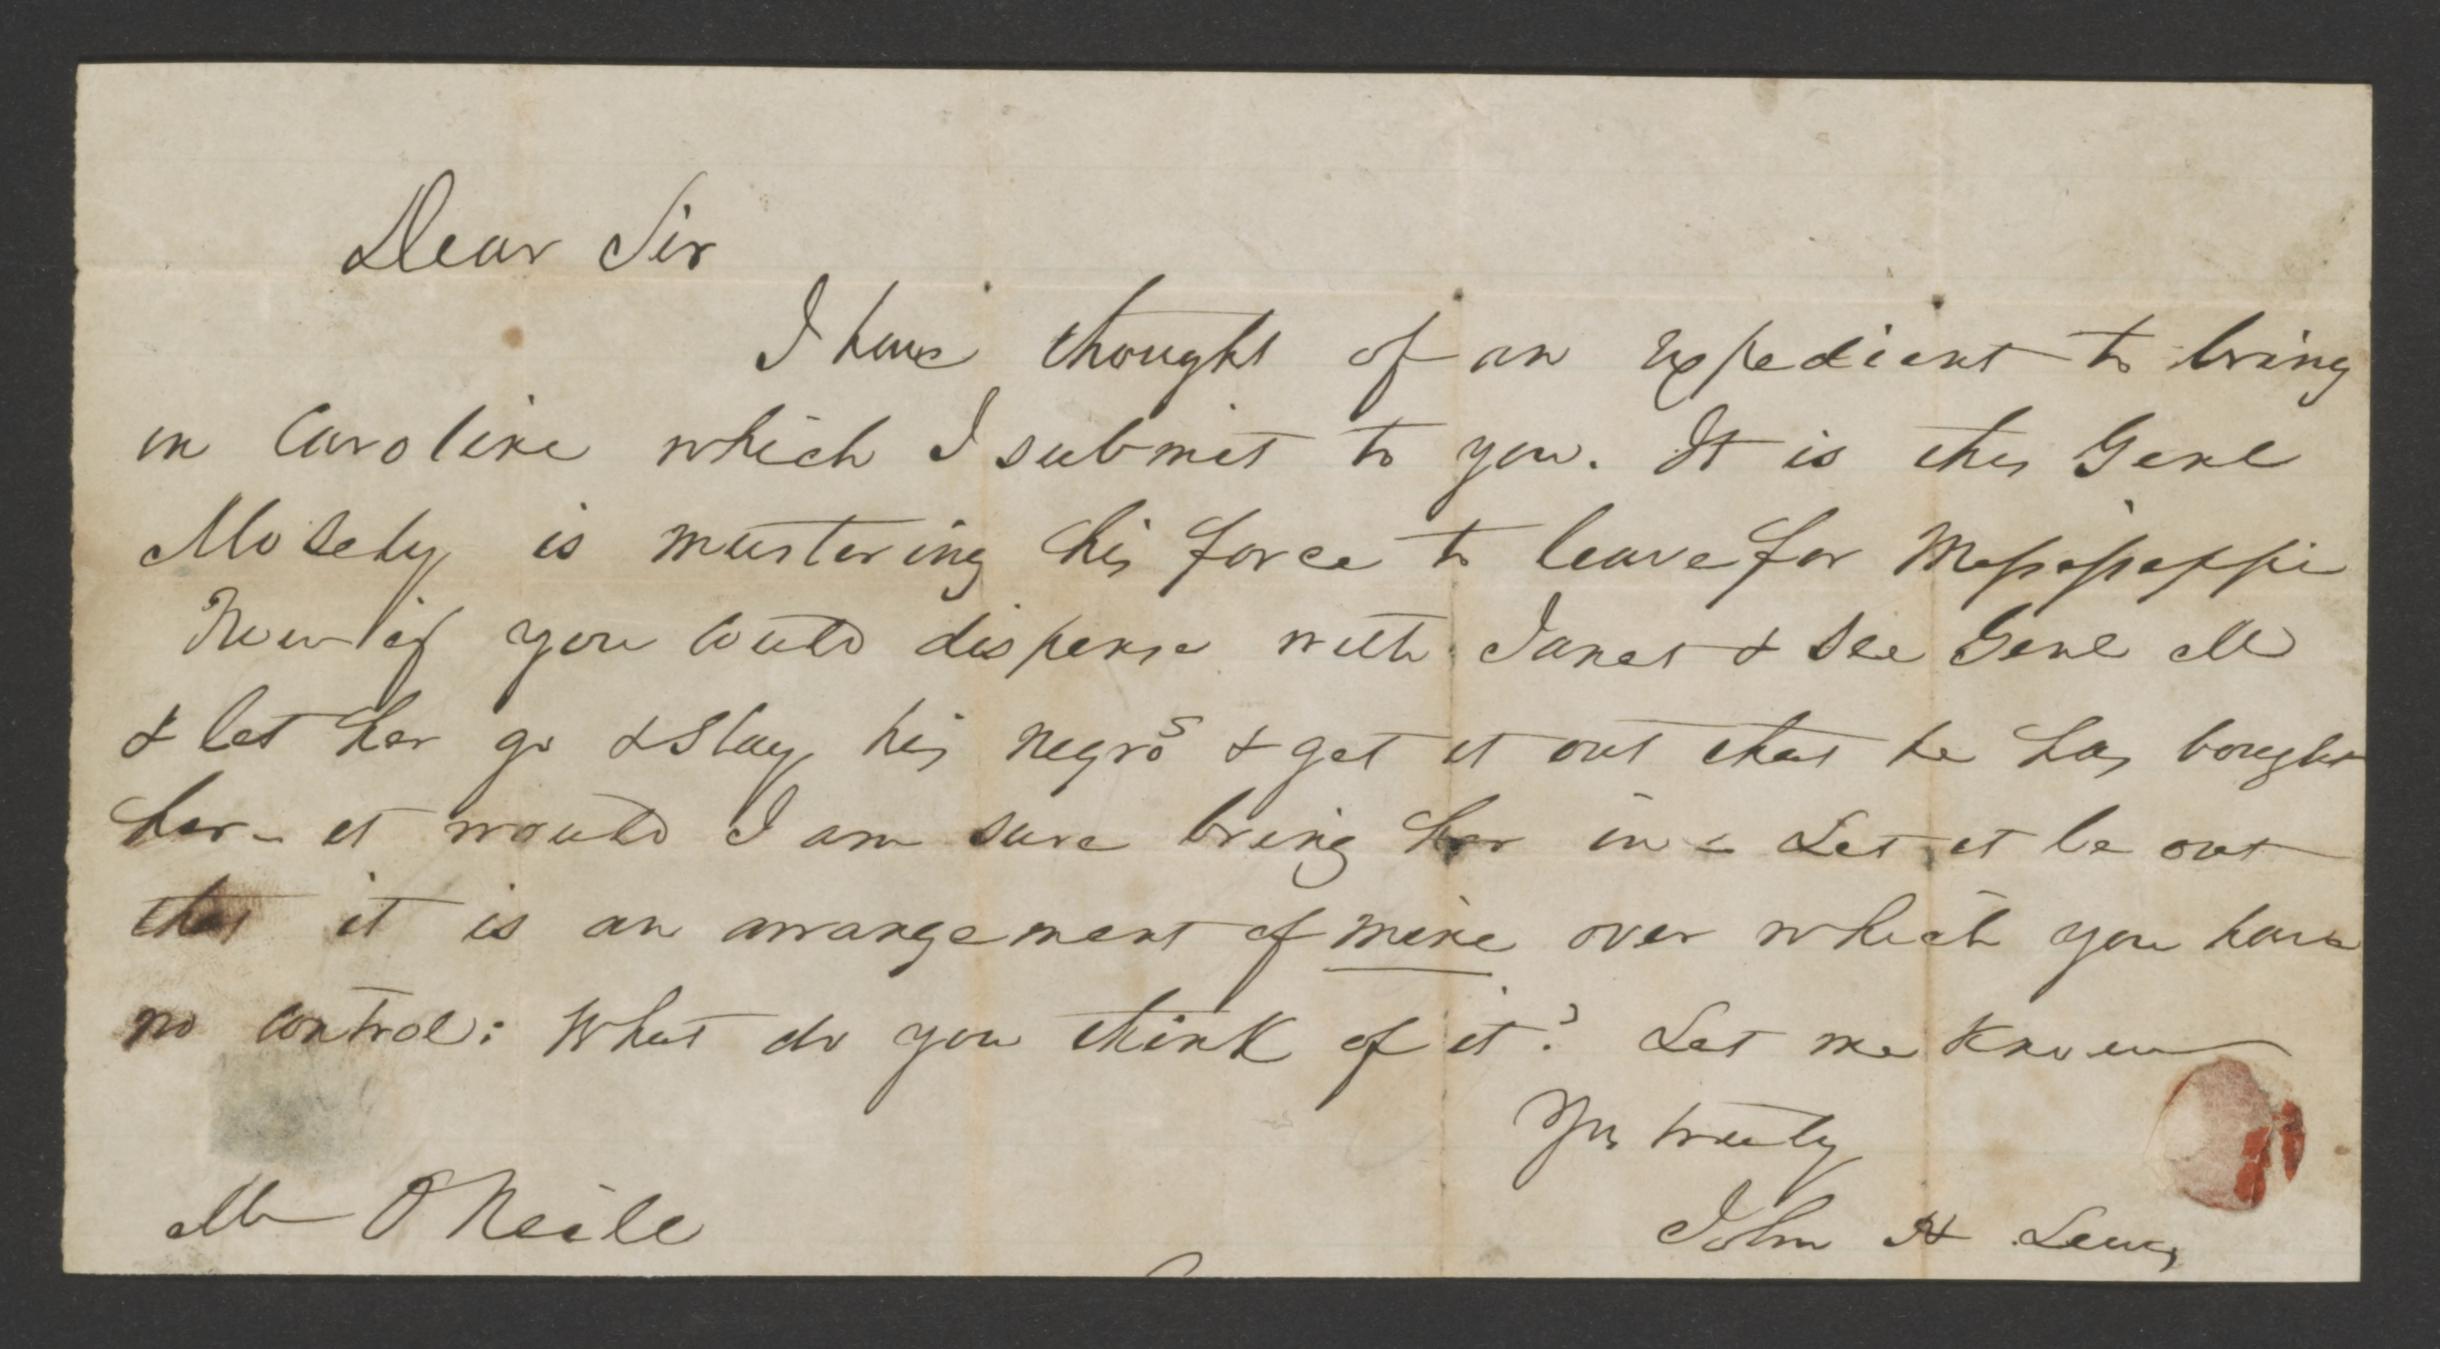 Dear Sir
I have thought of an expedient to bring
in Caroline which I submit to you. It is this Genl
Mosely is mustering his force to leave for Mississippi
Now if you could dispense with Janet & see Genl M
& let her go & stay his negros & get it out that he has bought
her - it would I am sure bring her in - Let it be out
that it is an arrangement of mine over which you have
no control: What do you think of it? Let me know
Yrs truly
Mr O'Neile John H Lewis